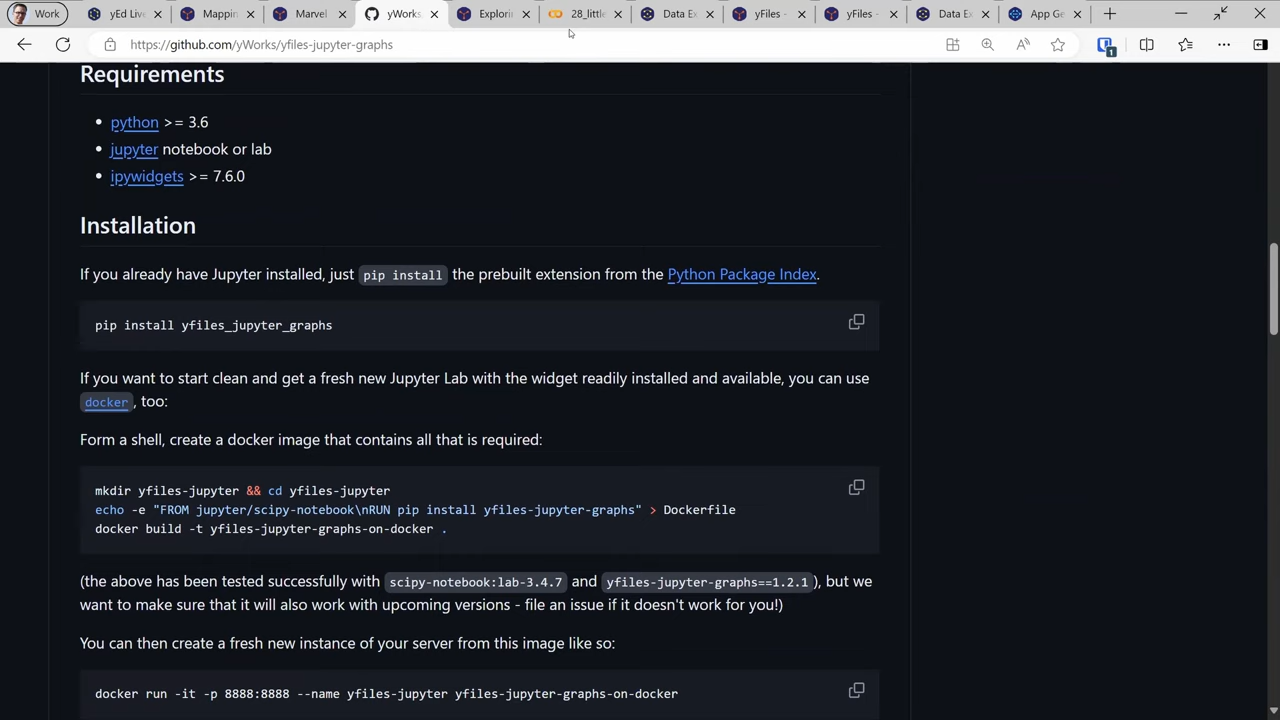 Work
yEd Live
Mappin
Marvel
yWorks
Explori
28_little
Data Ex
yFiles -
yFiles -
Data Ex
App Ge
https://github.com/yWorks/yfiles-jupyter-graphs
1
Requirements
python >= 3.6
jupyter notebook or lab
ipywidgets >= 7.6.0
Installation
If you already have Jupyter installed, just pip install the prebuilt extension from the Python Package Index.
pip install yfiles_jupyter_graphs
If you want to start clean and get a fresh new Jupyter Lab with the widget readily installed and available, you can use
docker , too:
Form a shell, create a docker image that contains all that is required:
mkdir yfiles-jupyter && cd yfiles-jupyter
echo -e "FROM jupyter/scipy-notebook\nRUN pip install yfiles-jupyter-graphs" > Dockerfile
docker build -t yfiles-jupyter-graphs-on-docker .
(the above has been tested successfully with scipy-notebook:lab-3.4.7 and yfiles-jupyter-graphs==1.2.1 ), but we
want to make sure that it will also work with upcoming versions - file an issue if it doesn't work for you!)
You can then create a fresh new instance of your server from this image like so:
docker run -it -p 8888:8888 --name yfiles-jupyter yfiles-jupyter-graphs-on-docker